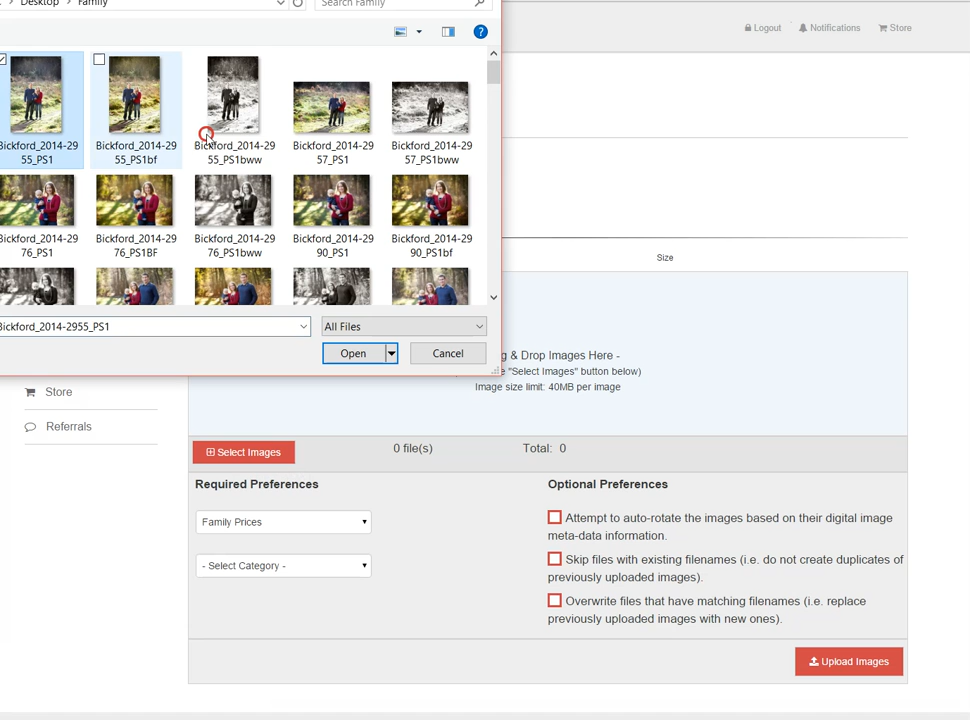 Desktop > Family
Search Family
Logout Notifications Store
Bickford_2014-29 Bickford_2014-29 Bickford_2014-29 Bickford_2014-29 Bickford_2014-29
55_PS1 55_PS1bf 55_PS1bww 57_PS1 57_PS1bww
Bickford_2014-29 Bickford_2014-29 Bickford_2014-29 Bickford_2014-29 Bickford_2014-29
76_PS1 76_PS1BF 76_PS1bww 90_PS1 90_PS1bf
Size
Bickford_2014-2955_PS1 All Files
Open Cancel
g & Drop Images Here -
"Select Images" button below)
Image size limit: 40MB per image
Store
Referrals
Select Images 0 file(s) Total: 0
Required Preferences
Family Prices
- Select Category -
Optional Preferences
Attempt to auto-rotate the images based on their digital image
meta-data information.
Skip files with existing filenames (i.e. do not create duplicates of
previously uploaded images).
Overwrite files that have matching filenames (i.e. replace
previously uploaded images with new ones).
Upload Images